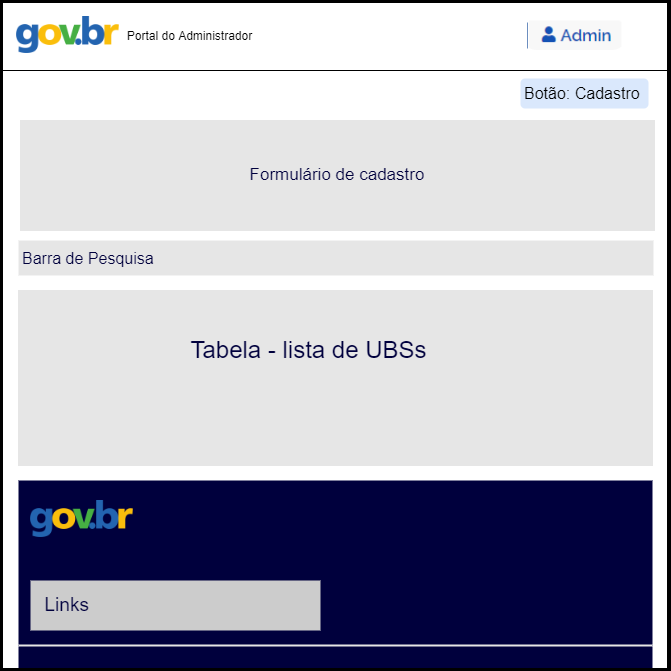 gov.br Portal do Administrador
Admin
Botão: Cadastro
Formulário de cadastro
Barra de Pesquisa
Tabela - lista de UBSs
gov.br
Links